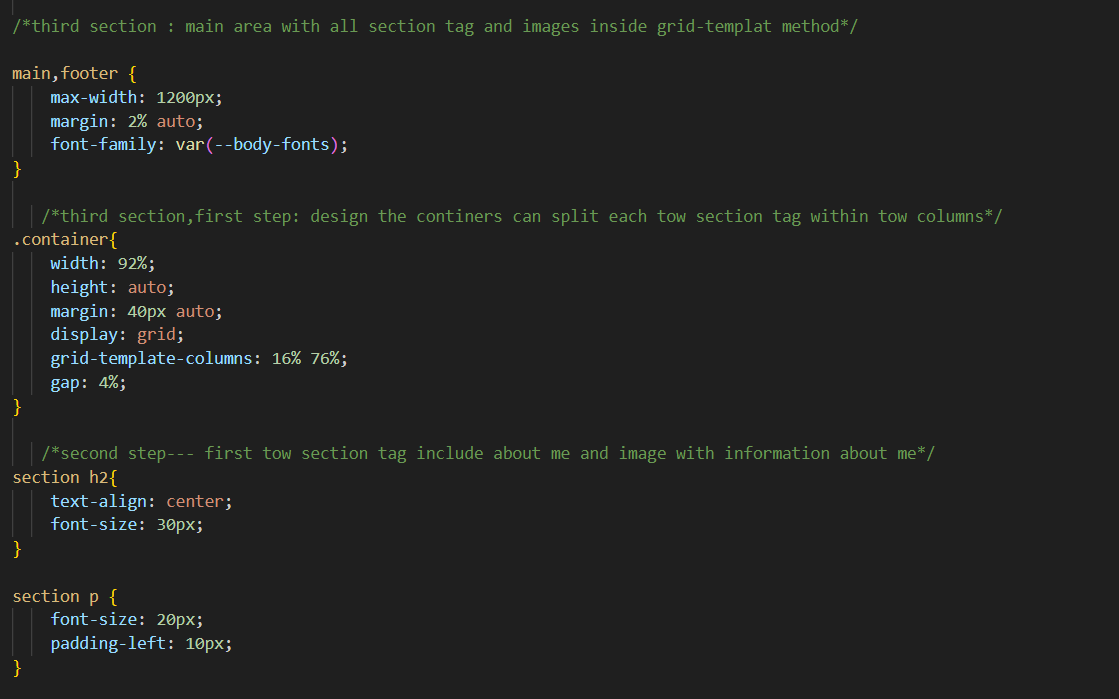 /*third section : main area with all section tag and images inside grid-templat method*/
main,footer {
max-width: 1200px;
margin: 2% auto;
font-family: var(--body-fonts);
}
/*third section,first step: design the continers can split each tow section tag within tow columns*/
.container{
width: 92%;
height: auto;
margin: 40px auto;
display: grid;
grid-template-columns: 16% 76%;
gap: 4%;
}
/*second step--- first tow section tag include about me and image with information about me*/
section h2{
text-align: center;
font-size: 30px;
}
section p {
font-size: 20px;
padding-left: 10px;
}